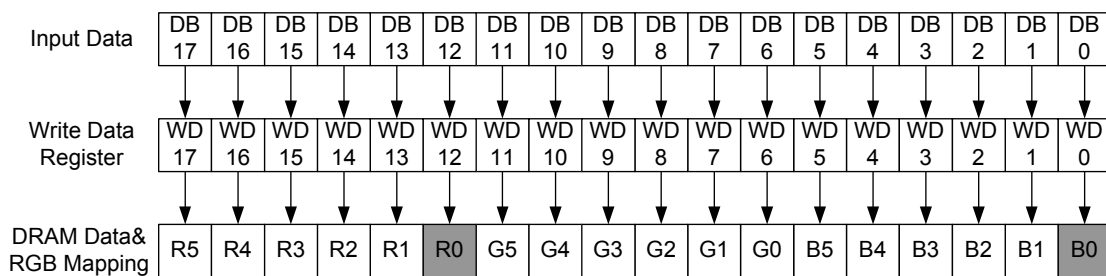 Input Data DB 17 DB 16 DB 15 DB 14 DB 13 DB 12 DB 11 DB 10 DB 9 DB 8 DB 7 DB 6 DB 5 DB 4 DB 3 DB 2 DB 1 DB 0
Write Data Register WD 17 WD 16 WD 15 WD 14 WD 13 WD 12 WD 11 WD 10 WD 9 WD 8 WD 7 WD 6 WD 5 WD 4 WD 3 WD 2 WD 1 WD 0
DRAM Data& RGB Mapping R5 R4 R3 R2 R1 R0 G5 G4 G3 G2 G1 G0 B5 B4 B3 B2 B1 B0